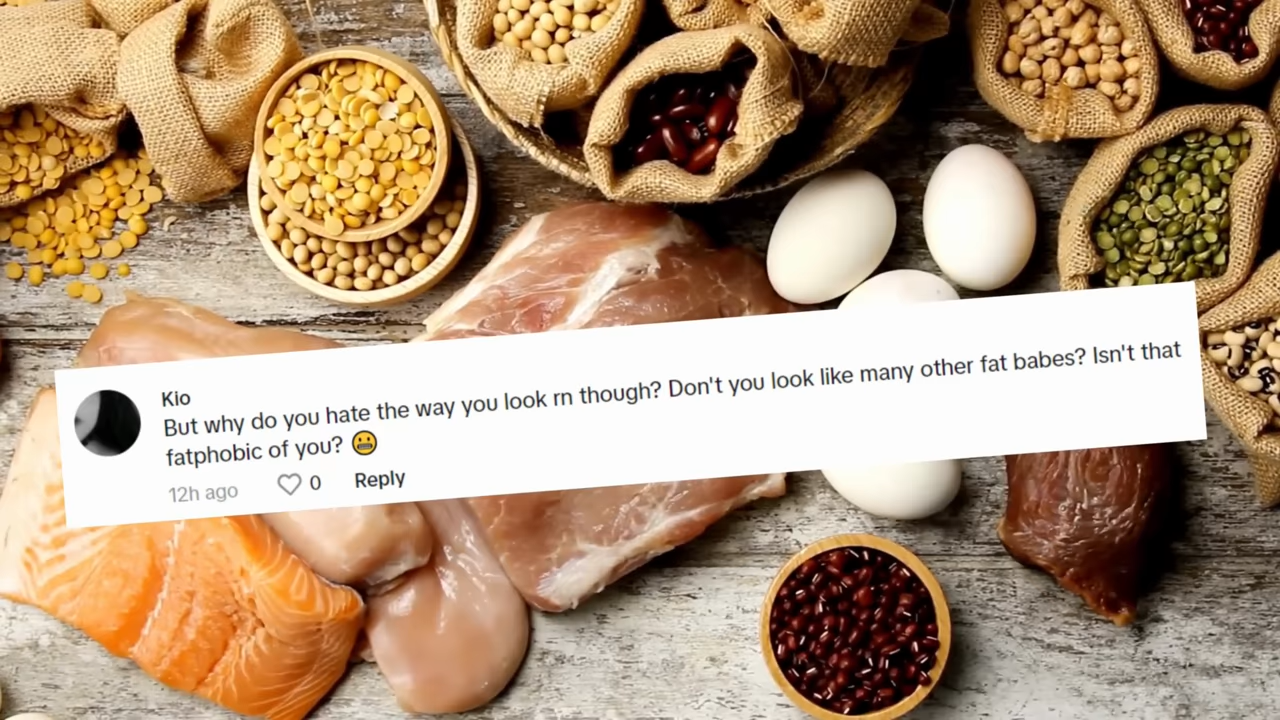 Kio
But why do you hate the way you look rn though? Don't you look like many other fat babes? Isn't that
fatphobic of you? 😬
12h ago 0 Reply